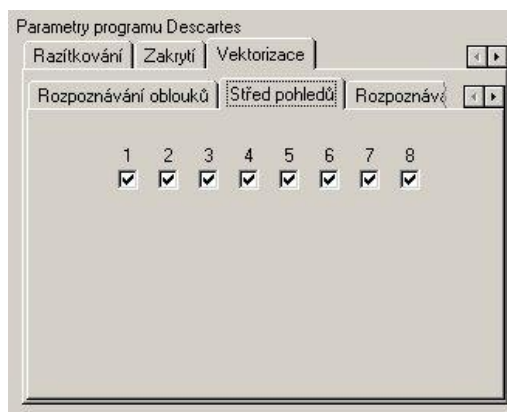 Parametry programu Descartes
Razítkování Zakrytí Vektorizace
Rozpoznávání oblouků Střed pohledů
1 2 3 4 5 6 7 8